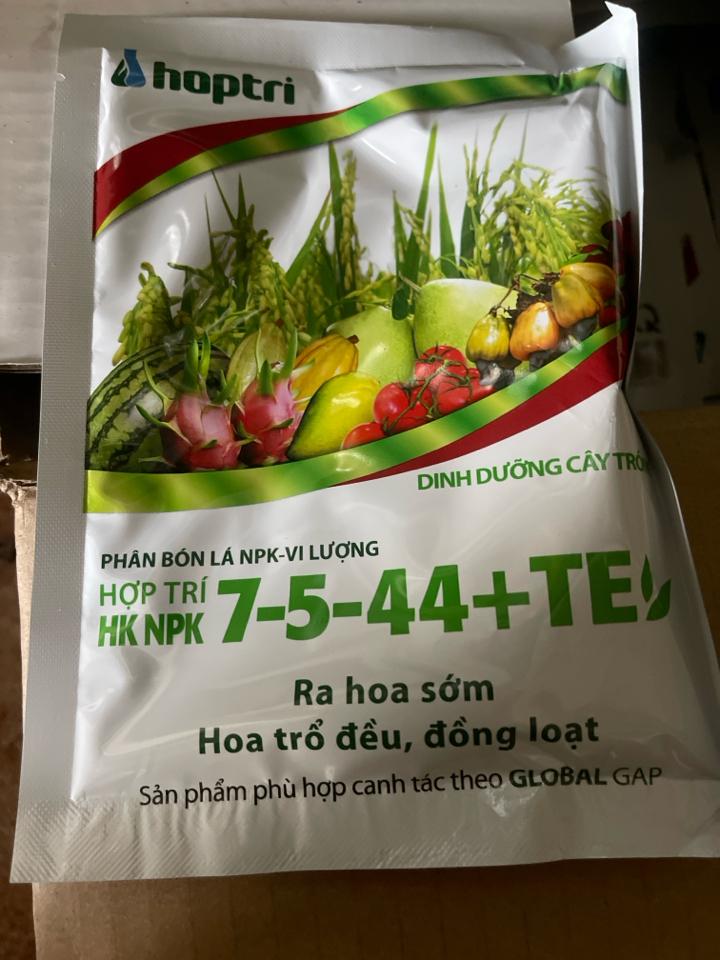 hoptri
DINH DƯỠNG CÂY
PHÂN BÓN LÁ NPK-VI LƯỢNG
HỢP TRÍ
HK NPK 7-5-44+TE
Ra hoa sớm
Hoa trổ đều, đồng loạt
Sản phẩm phù hợp canh tác theo GLOBAL GAP